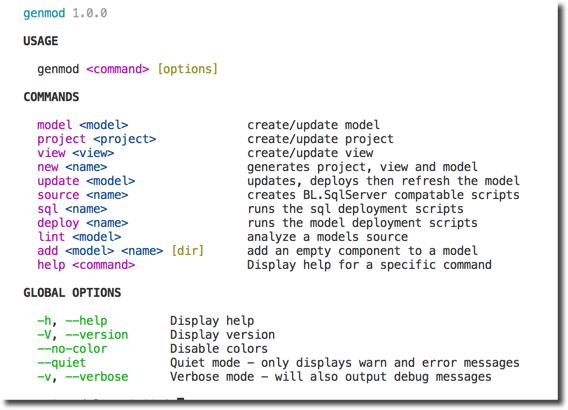 genmod 1.0.0
USAGE
genmod <command> [options]
COMMANDS
model <model> create/update model
project <project> create/update project
view <view> create/update view
new <name> generates project, view and model
update <model> updates, deploys then refresh the model
source <name> creates BL.SqlServer compatable scripts
sql <name> runs the sql deployment scripts
deploy <name> runs the model deployment scripts
lint <model> analyze a models source
add <model> <name> [dir] add an empty component to a model
help <command> Display help for a specific command
GLOBAL OPTIONS
-h, --help Display help
-V, --version Display version
--no-color Disable colors
--quiet Quiet mode - only displays warn and error messages
-v, --verbose Verbose mode - will also output debug messages